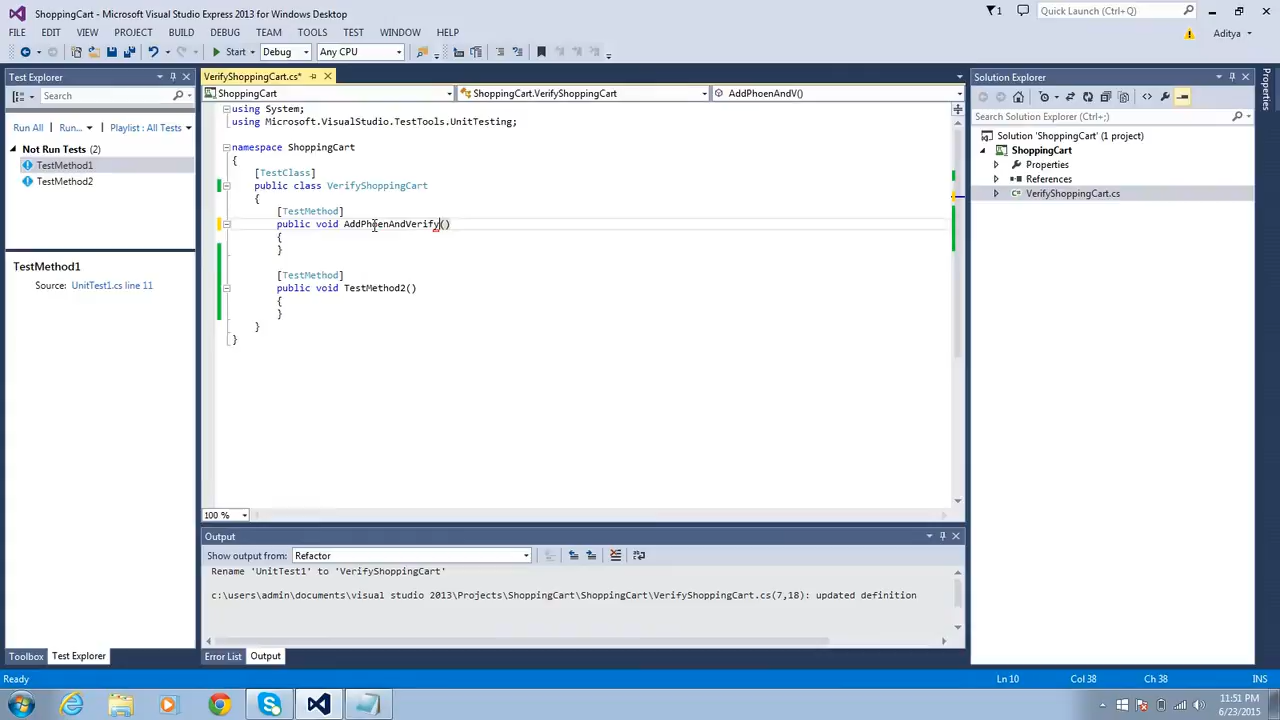 ShoppingCart - Microsoft Visual Studio Express 2013 for Windows Desktop
1
Quick Launch (Ctrl+Q)
FILE EDIT VIEW PROJECT BUILD DEBUG TEAM TOOLS TEST WINDOW HELP
Aditya
Start Debug Any CPU
Test Explorer
Search
Run All Run... Playlist : All Tests
Not Run Tests (2)
TestMethod1
TestMethod2
TestMethod1
Source: UnitTest1.cs line 11
Toolbox Test Explorer
VerifyShoppingCart.cs*
ShoppingCart ShoppingCart.VerifyShoppingCart AddPhoenAndV()
using System;
using Microsoft.VisualStudio.TestTools.UnitTesting;
namespace ShoppingCart
{
[TestClass]
public class VerifyShoppingCart
{
[TestMethod]
public void AddPhoenAndVerify()
{
}
[TestMethod]
public void TestMethod2()
{
}
}
}
100 %
Output
Show output from: Refactor
Rename 'UnitTest1' to 'VerifyShoppingCart'
c:\users\admin\documents\visual studio 2013\Projects\ShoppingCart\ShoppingCart\VerifyShoppingCart.cs(7,18): updated definition
Error List Output
Solution Explorer
Search Solution Explorer (Ctrl+;)
Solution 'ShoppingCart' (1 project)
ShoppingCart
Properties
References
VerifyShoppingCart.cs
Properties
Ready
Ln 10 Col 38 Ch 38 INS
11:51 PM
6/23/2015